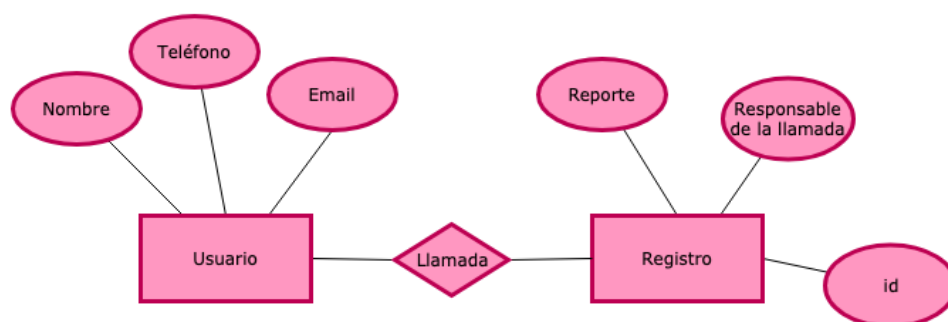 Teléfono
Nombre
Email
Reporte
Responsable
de la llamada
Usuario
Llamada
Registro
id